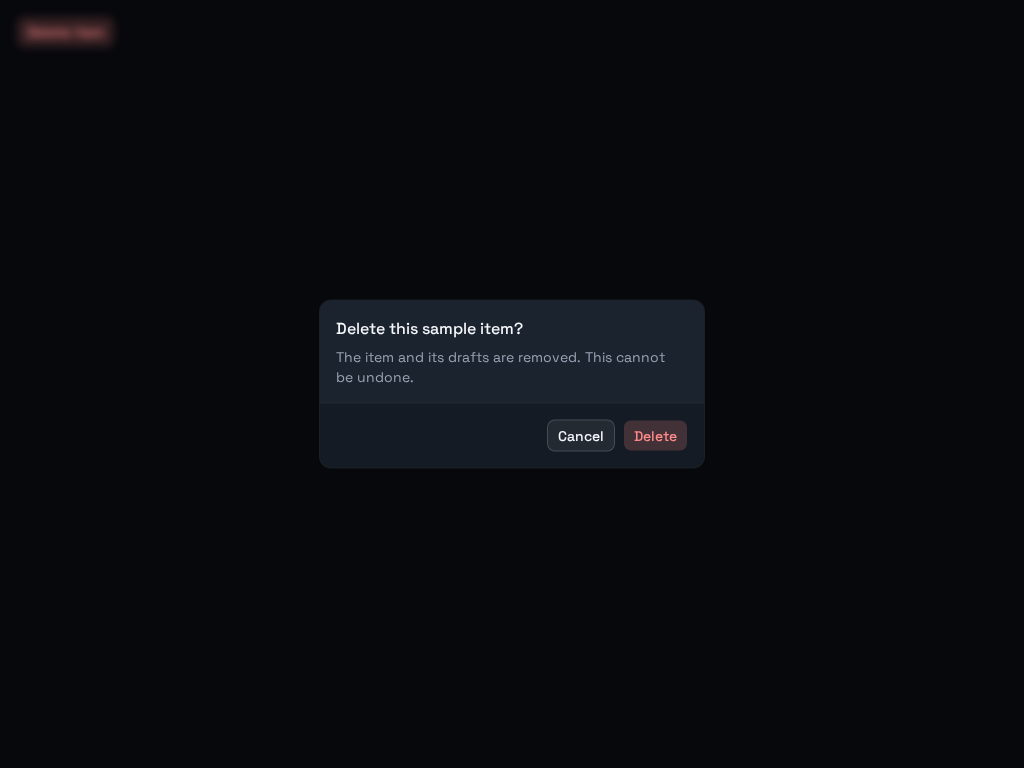 Delete this sample item?
The item and its drafts are removed. This cannot
be undone.
Cancel
Delete